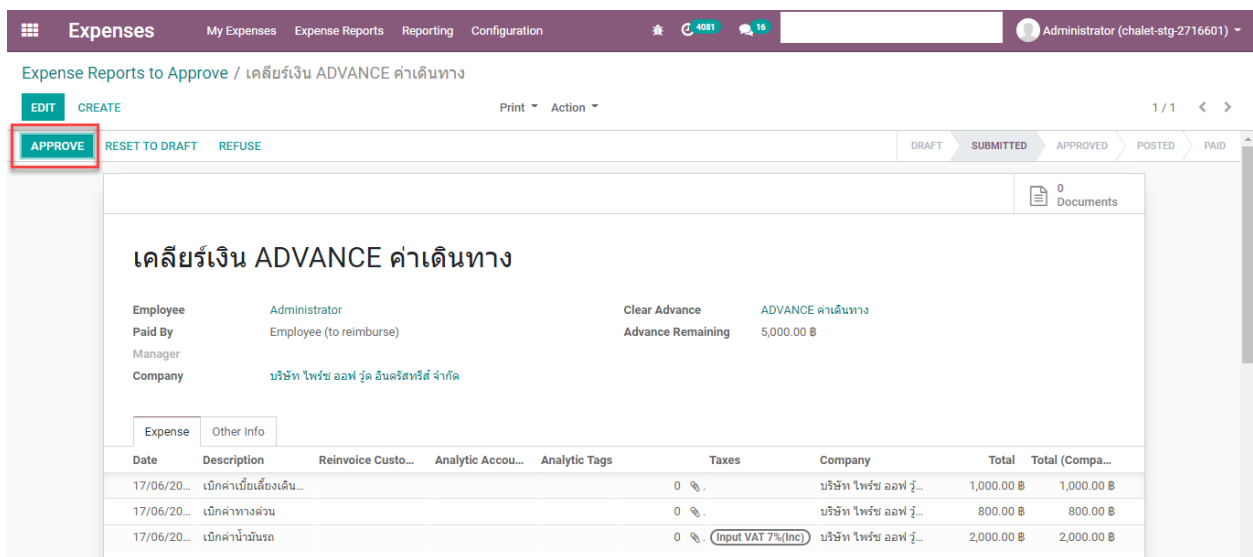 Expenses My Expenses Expense Reports Reporting Configuration 4081 16 Administrator (chalet-stg-2716601)
Expense Reports to Approve / เคลียร์เงิน ADVANCE ค่าเดินทาง
EDIT CREATE Print Action 1 / 1
APPROVE RESET TO DRAFT REFUSE DRAFT SUBMITTED APPROVED POSTED PAID
0
Documents
เคลียร์เงิน ADVANCE ค่าเดินทาง
Employee Administrator Clear Advance ADVANCE ค่าเดินทาง
Paid By Employee (to reimburse) Advance Remaining 5,000.00 ฿
Manager
Company บริษัท ไพร์ซ ออฟ วู้ด อินดรัสทรีส์ จำกัด
Expense Other Info
Date Description Reinvoice Custo... Analytic Accou... Analytic Tags Taxes Company Total Total (Compa...
17/06/20... เบิกค่าเบี้ยเลี้ยงเดิน... 0 . บริษัท ไพร์ซ ออฟ วู้... 1,000.00 ฿ 1,000.00 ฿
17/06/20... เบิกค่าทางด่วน 0 . บริษัท ไพร์ซ ออฟ วู้... 800.00 ฿ 800.00 ฿
17/06/20... เบิกค่าน้ำมันรถ 0 . Input VAT 7%(Inc) บริษัท ไพร์ซ ออฟ วู้... 2,000.00 ฿ 2,000.00 ฿